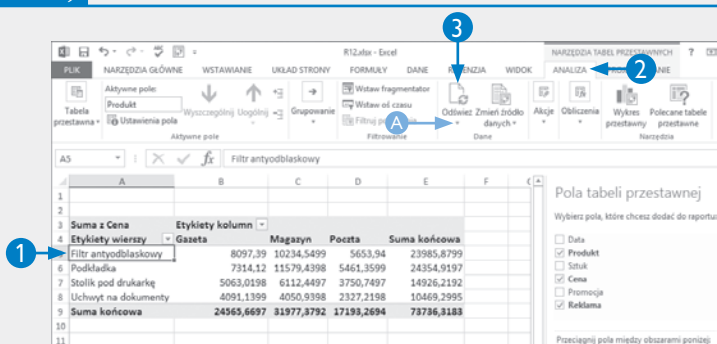 3
R12.xlsx - Excel
NARZĘDZIA TABEL PRZESTAWNYCH ?
2
PLIK NARZĘDZIA GŁÓWNE WSTAWIANIE UKŁAD STRONY FORMUŁY DANE WIDOK ANALIZA
Aktywne pole:
Produkt
Ustawienia pola
Tabela przestawna
Wyszczególnij Uogólnij
Grupowanie
Wstaw fragmentator
Wstaw oś czasu
Filtruj
A
Odśwież Zmień źródło danych
Akcje Obliczenia
Wykres przestawny
Polecane tabele przestawne
Aktywne pole Filtrowanie Dane Narzędzia
A5 fx Filtr antyodblaskowy
A B C D E F
1
2
3 Suma z Cena Etykiety kolumn
4 Etykiety wierszy Gazeta Magazyn Poczta Suma końcowa
1
Filtr antyodblaskowy 8097,39 10234,5499 5653,94 23985,8799
6 Podkładka 7314,12 11579,4398 5461,3599 24354,9197
7 Stolik pod drukarkę 5063,0198 6112,4497 3750,7497 14926,2192
8 Uchwyt na dokumenty 4091,1399 4050,9398 2327,2198 10469,2995
9 Suma końcowa 24565,6697 31977,3792 17193,2694 73736,3183
10
11
Pola tabeli przestawnej
Wybierz pola, które chcesz dodać do raportu
Data
Produkt
Sztuk
Cena
Promocja
Reklama
Przeciągnij pola między obszarami poniżej: